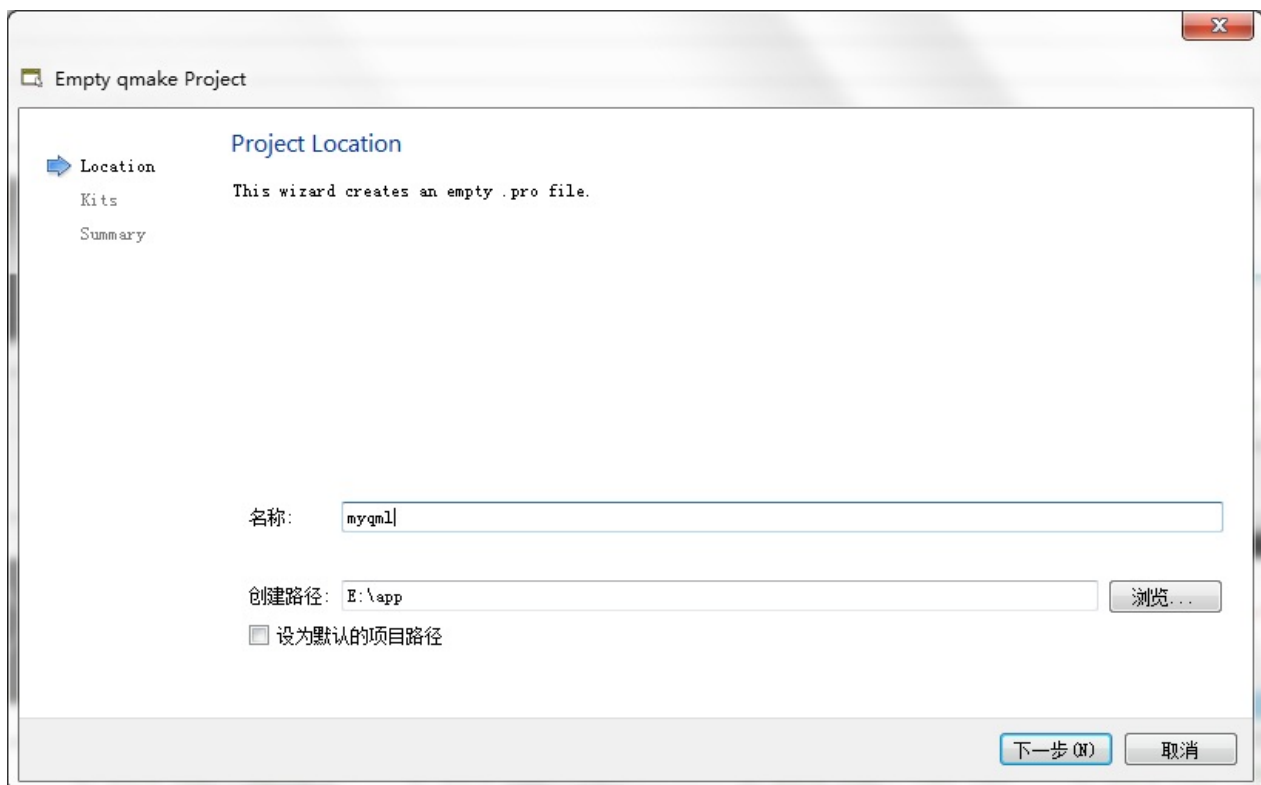 Empty qmake Project
Location
Kits
Summary
Project Location
This wizard creates an empty .pro file.
名称: myqml
创建路径: E:\app 浏览...
设为默认的项目路径
下一步(N) 取消